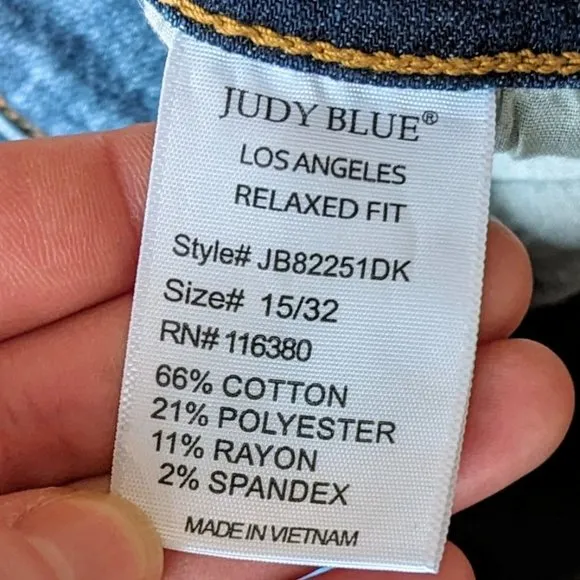 JUDY BLUE®
LOS ANGELES
RELAXED FIT
Style# JB82251DK
Size# 15/32
RN# 116380
66% COTTON
21% POLYESTER
11% RAYON
2% SPANDEX
MADE IN VIETNAM